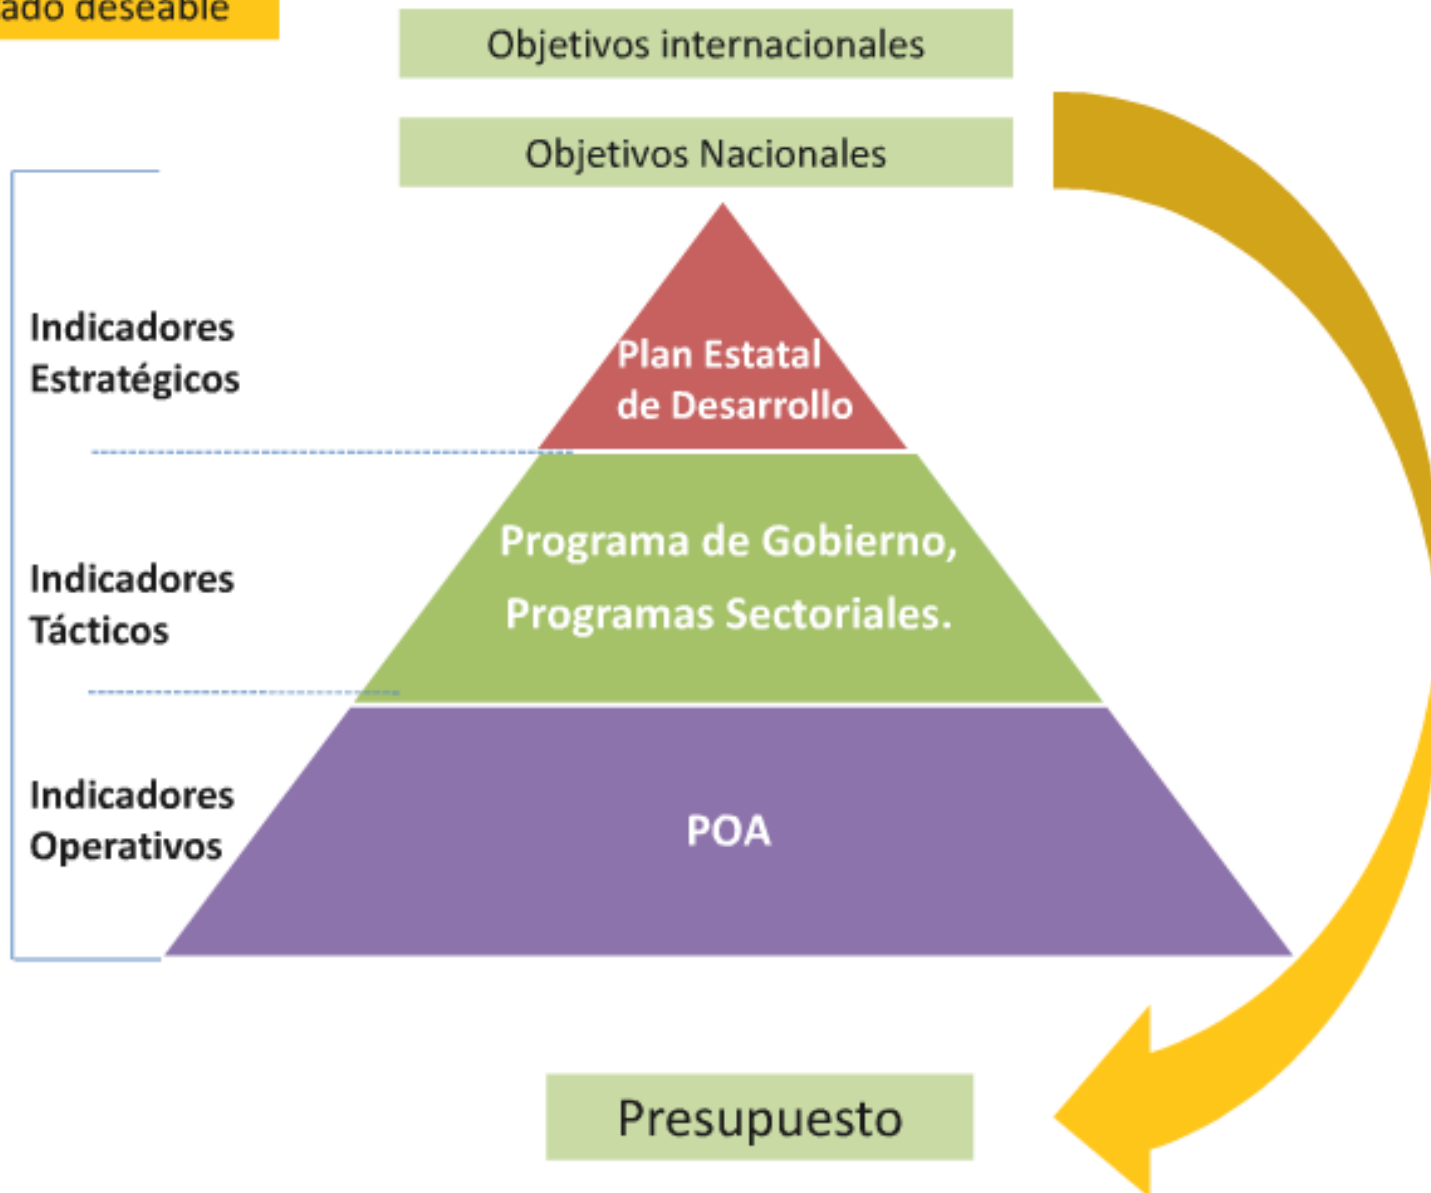 deseable
Objetivos internacionales
Objetivos Nacionales
Indicadores
Estratégicos
Plan Estatal
de Desarrollo
Indicadores
Tácticos
Programa de Gobierno,
Programas Sectoriales.
Indicadores
Operativos
POA
Presupuesto